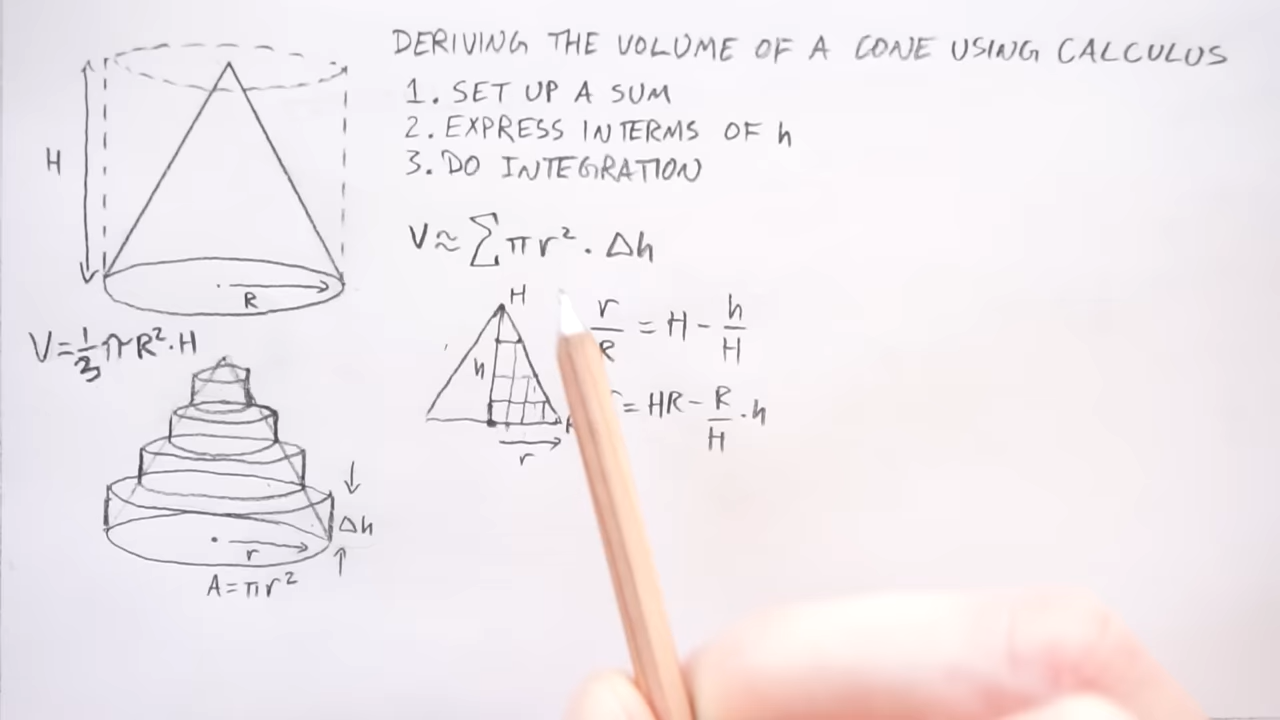 DERIVING THE VOLUME OF A CONE USING CALCULUS
1. SET UP A SUM
2. EXPRESS IN TERMS OF h
3. DO INTEGRATION
H
R
V=1/3 πR²·H
V≈∑πr²·Δh
H
h
r
r/R = H - h/H
= HR - R/H ·h
Δh
r
A=πr²